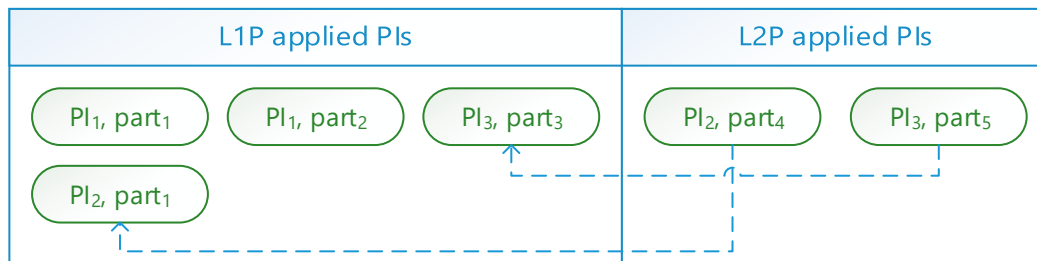 L1P applied PIs
L2P applied PIs
PI₁, part₁
PI₁, part₂
PI₃, part₃
PI₂, part₄
PI₃, part₅
PI₂, part₁